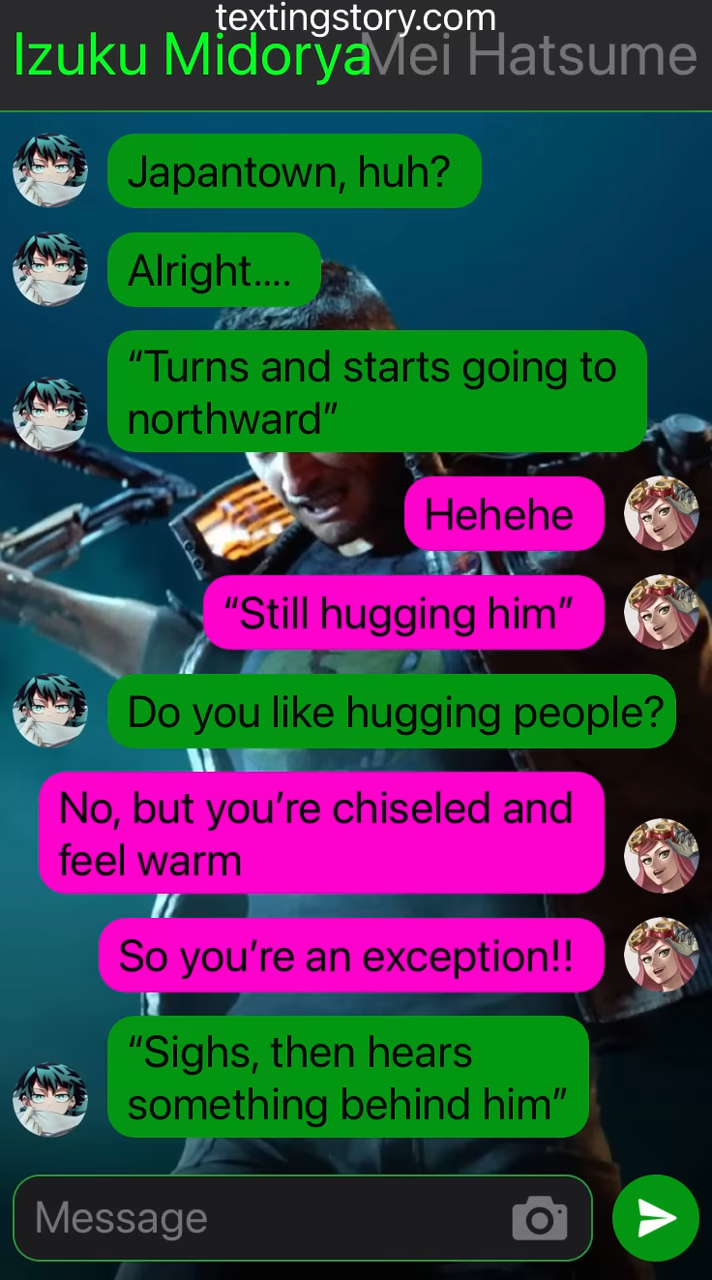 textingstory.com
Izuku Midorya Mei Hatsume
Japantown, huh?
Alright....
“Turns and starts going to
northward”
Hehehe
“Still hugging him”
Do you like hugging people?
No, but you’re chiseled and
feel warm
So you’re an exception!!
“Sighs, then hears
something behind him”
Message